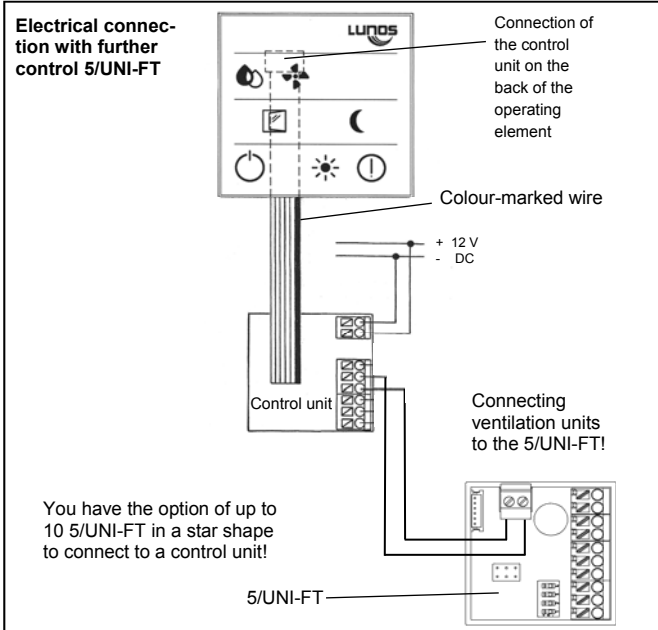 Electrical connec-
tion with further
control 5/UNI-FT
LUNOS
Connection of
the control
unit on the
back of the
operating
element
Colour-marked wire
+ 12 V
- DC
Control unit
Connecting
ventilation units
to the 5/UNI-FT!
You have the option of up to
10 5/UNI-FT in a star shape
to connect to a control unit!
5/UNI-FT